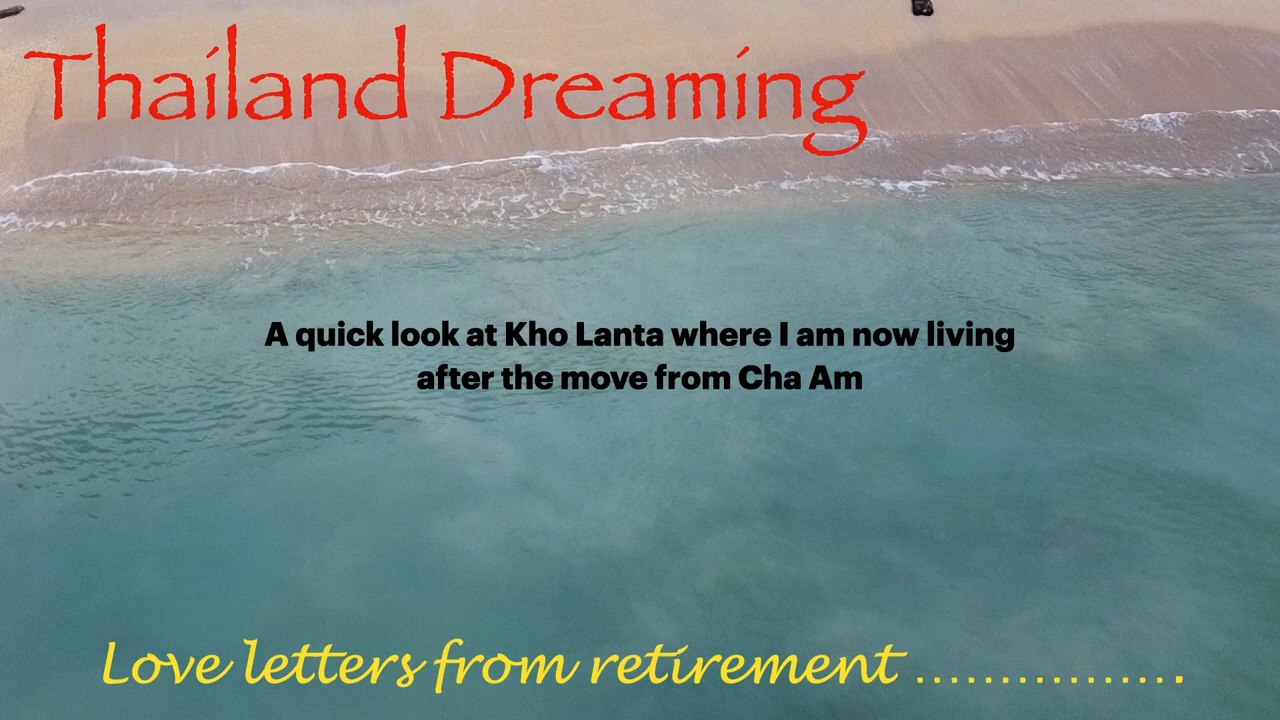 Thailand Dreaming
A quick look at Kho Lanta where I am now living
after the move from Cha Am
Love letters from retirement ................